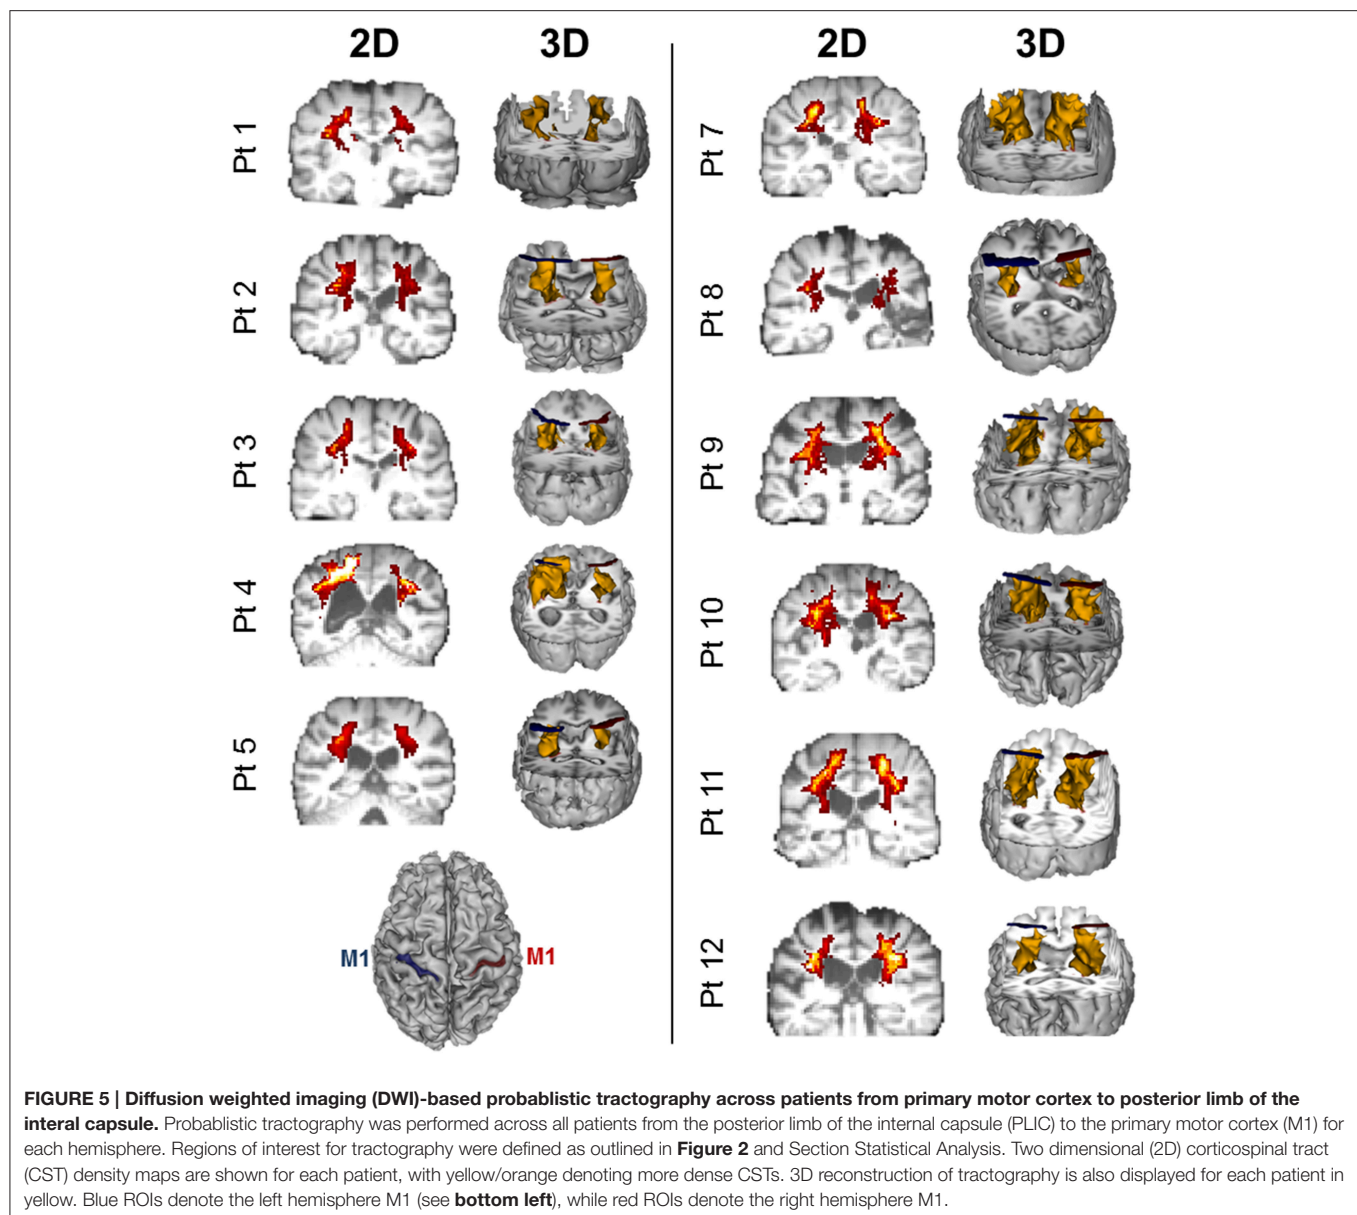 2D 3D
Pt 1
Pt 2
Pt 3
Pt 4
Pt 5
M1 M1
2D 3D
Pt 7
Pt 8
Pt 9
Pt 10
Pt 11
Pt 12
FIGURE 5 | Diffusion weighted imaging (DWI)-based probablistic tractography across patients from primary motor cortex to posterior limb of the
interal capsule. Probablistic tractography was performed across all patients from the posterior limb of the internal capsule (PLIC) to the primary motor cortex (M1) for
each hemisphere. Regions of interest for tractography were defined as outlined in Figure 2 and Section Statistical Analysis. Two dimensional (2D) corticospinal tract
(CST) density maps are shown for each patient, with yellow/orange denoting more dense CSTs. 3D reconstruction of tractography is also displayed for each patient in
yellow. Blue ROIs denote the left hemisphere M1 (see bottom left), while red ROIs denote the right hemisphere M1.